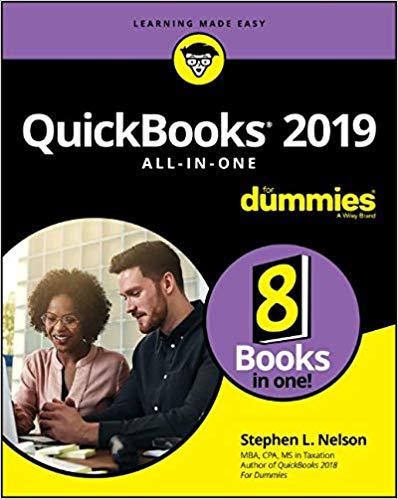 LEARNING MADE EASY
QuickBooks® 2019
ALL-IN-ONE
for
dummies®
A Wiley Brand
8
Books
in one!
Stephen L. Nelson
MBA, CPA, MS in Taxation
Author of QuickBooks 2018
For Dummies